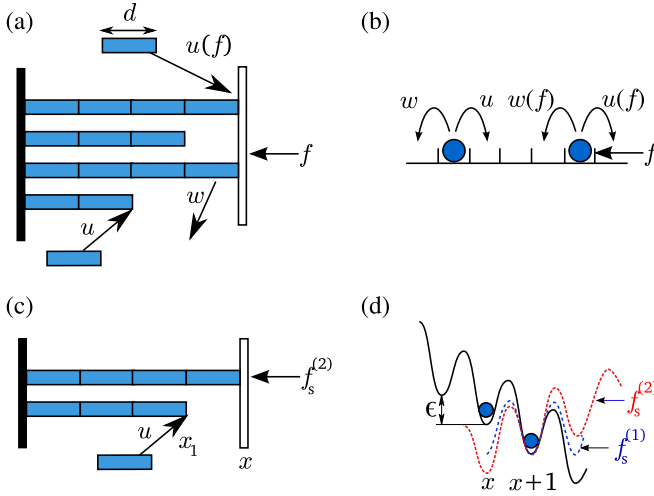 (a)
d
u(f)
f
w
u
(b)
w
u
w(f)
u(f)
f
(c)
f_s^(2)
u
x_1
x
(d)
ϵ
f_s^(2)
f_s^(1)
x
x+1